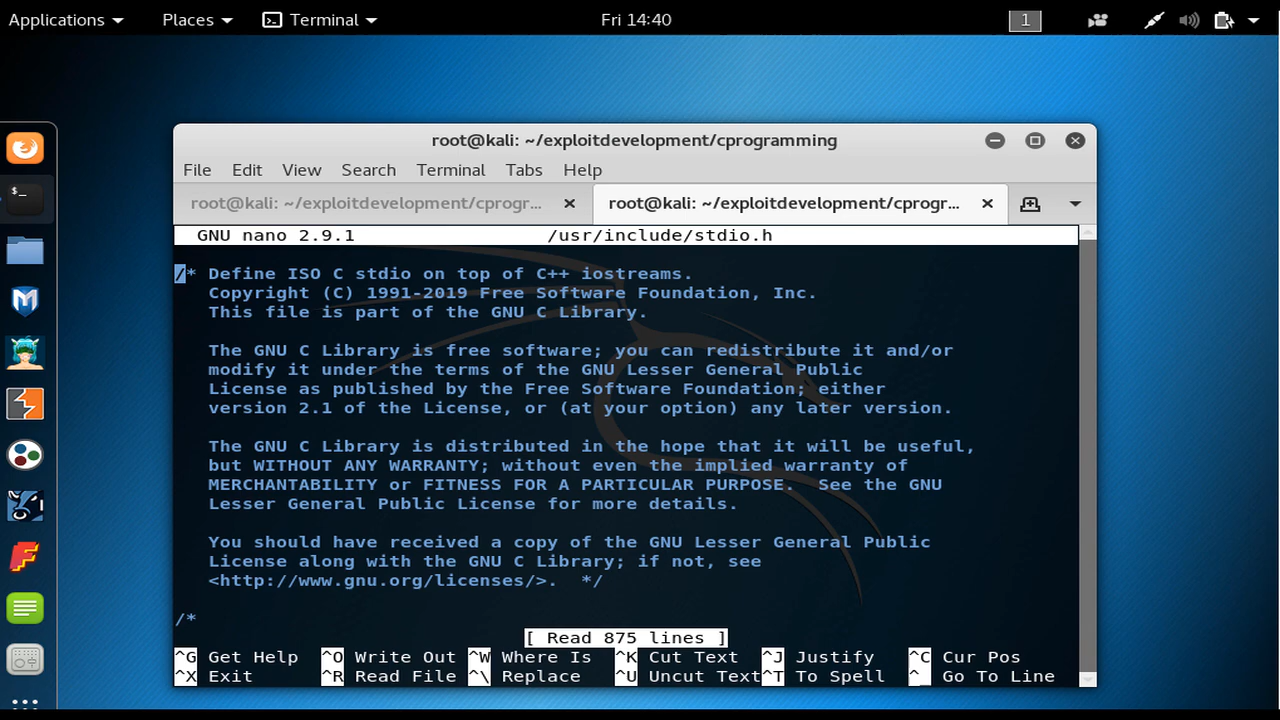 Applications Places Terminal Fri 14:40 1
root@kali: ~/exploitdevelopment/cprogramming
File Edit View Search Terminal Tabs Help
root@kali: ~/exploitdevelopment/cprogr... root@kali: ~/exploitdevelopment/cprogr...
GNU nano 2.9.1 /usr/include/stdio.h
/* Define ISO C stdio on top of C++ iostreams.
Copyright (C) 1991-2019 Free Software Foundation, Inc.
This file is part of the GNU C Library.
The GNU C Library is free software; you can redistribute it and/or
modify it under the terms of the GNU Lesser General Public
License as published by the Free Software Foundation; either
version 2.1 of the License, or (at your option) any later version.
The GNU C Library is distributed in the hope that it will be useful,
but WITHOUT ANY WARRANTY; without even the implied warranty of
MERCHANTABILITY or FITNESS FOR A PARTICULAR PURPOSE.  See the GNU
Lesser General Public License for more details.
You should have received a copy of the GNU Lesser General Public
License along with the GNU C Library; if not, see
<http://www.gnu.org/licenses/>.  */
/*
[ Read 875 lines ]
^G Get Help ^O Write Out ^W Where Is ^K Cut Text ^J Justify ^C Cur Pos
^X Exit ^R Read File ^\ Replace ^U Uncut Text ^T To Spell ^_ Go To Line